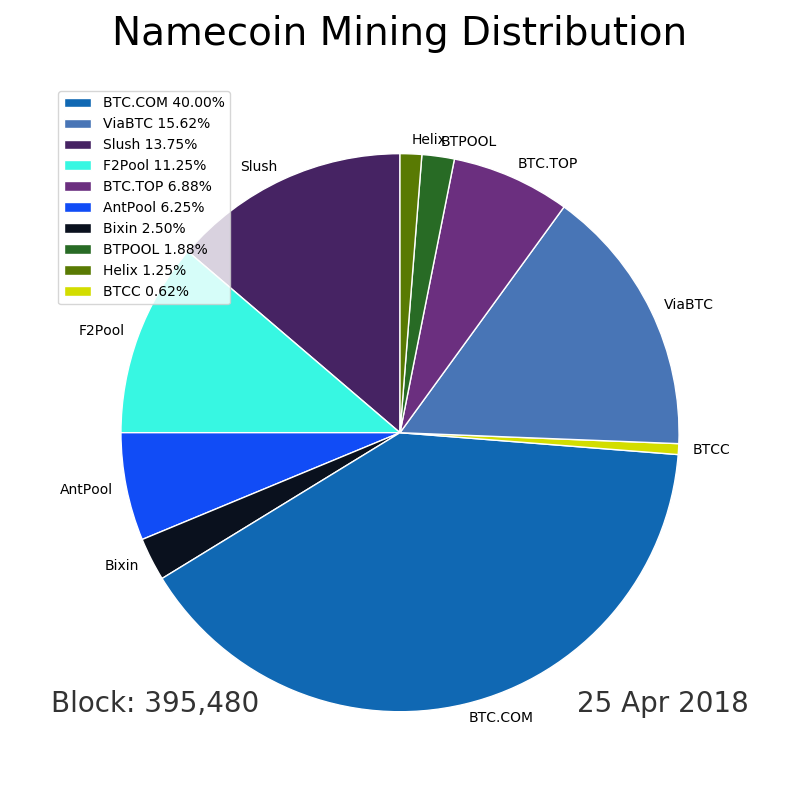 Namecoin Mining Distribution
BTC.COM 40.00%
ViaBTC 15.62%
Slush 13.75%
F2Pool 11.25%
BTC.TOP 6.88%
AntPool 6.25%
Bixin 2.50%
BTPOOL 1.88%
Helix 1.25%
BTCC 0.62%
Helix
BTPOOL
BTC.TOP
Slush
ViaBTC
F2Pool
BTCC
AntPool
Bixin
BTC.COM
Block: 395,480
25 Apr 2018